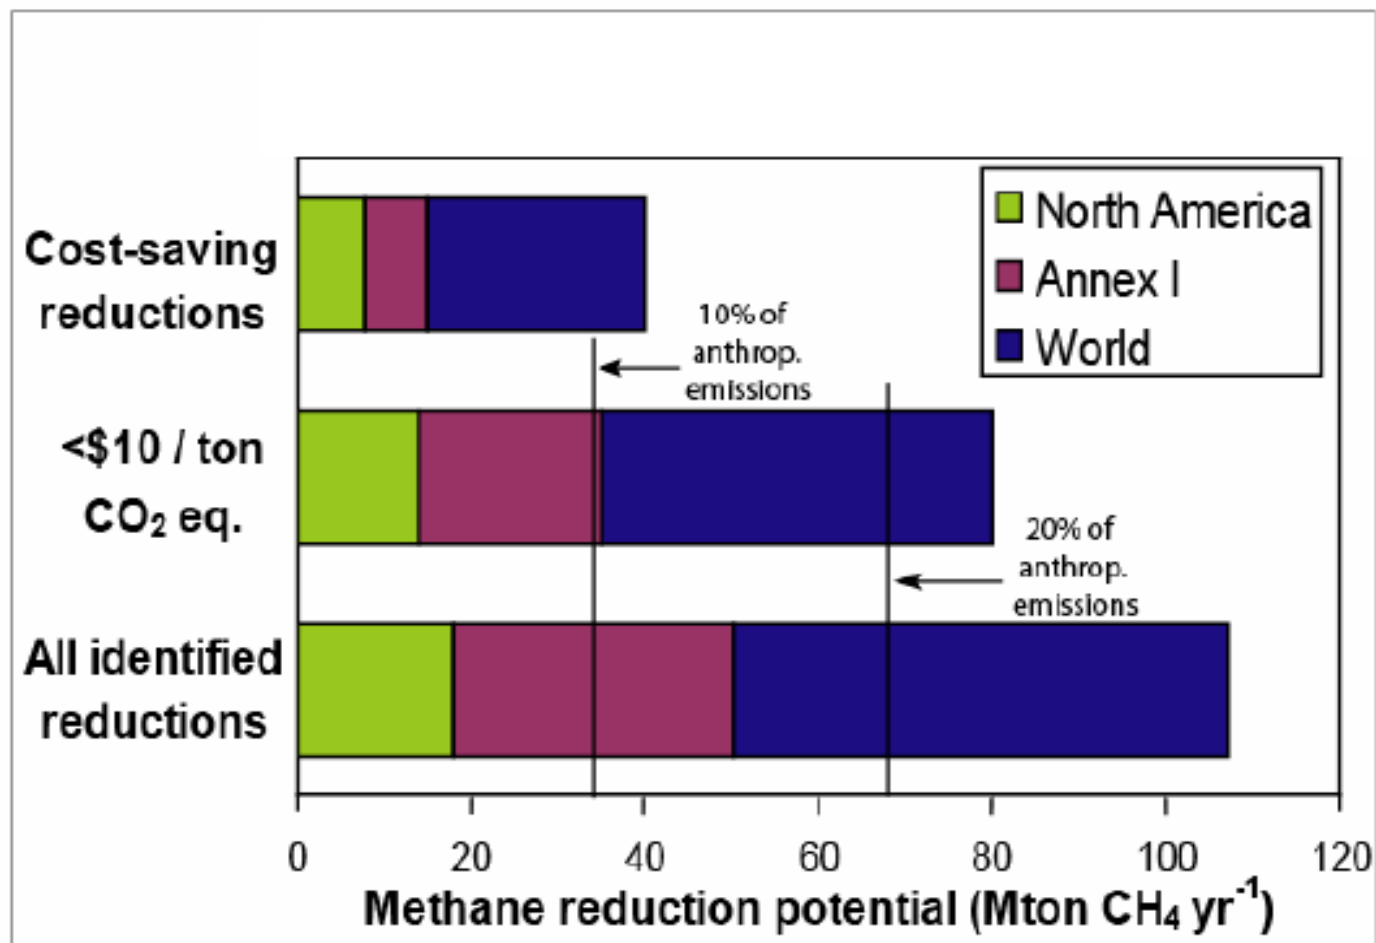 North America
Annex I
World
Cost-saving
reductions
10% of
anthrop.
emissions
<$10 / ton
CO₂ eq.
20% of
anthrop.
emissions
All identified
reductions
0 20 40 60 80 100 120
Methane reduction potential (Mton CH₄ yr⁻¹)